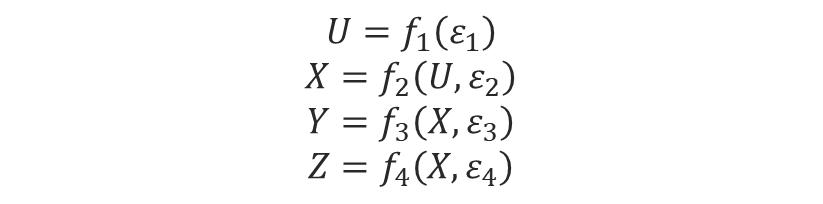 U = f₁(ε₁)
X = f₂(U, ε₂)
Y = f₃(X, ε₃)
Z = f₄(X, ε₄)